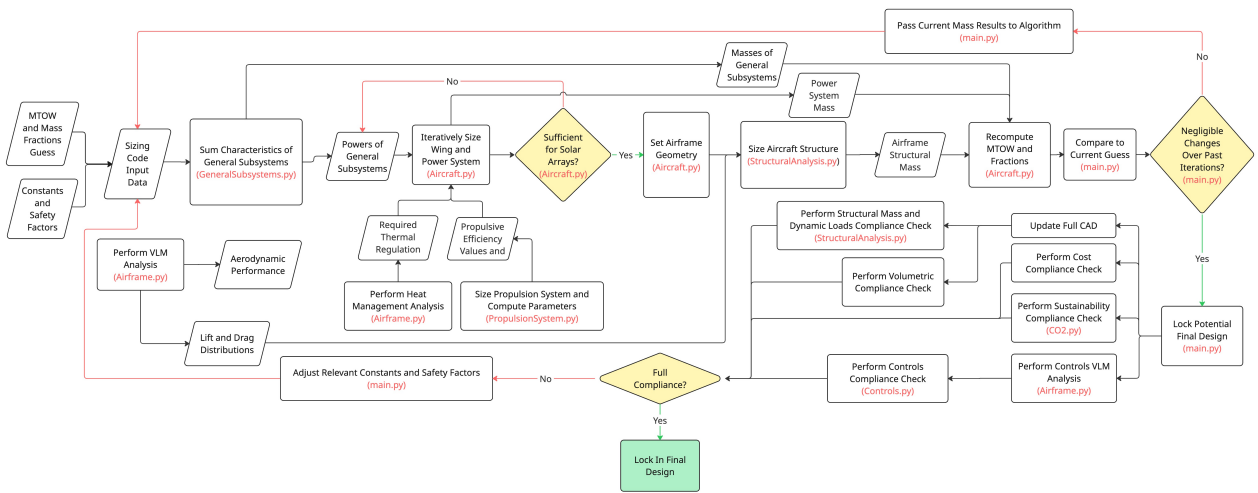 Pass Current Mass Results to Algorithm
(main.py)
No
Masses of
General
Subsystems
No
Power
System
Mass
MTOW
and Mass
Fractions
Guess
Constants
and
Safety
Factors
Sizing
Code
Input
Data
Sum Characteristics of
General Subsystems
(GeneralSubsystems.py)
Powers of
General
Subsystems
Iteratively Size
Wing and
Power System
(Aircraft.py)
Sufficient
for Solar
Arrays?
(Aircraft.py)
Yes
Set Airframe
Geometry
(Aircraft.py)
Size Aircraft Structure
(StructuralAnalysis.py)
Airframe
Structural
Mass
Recompute
MTOW and
Fractions
(Aircraft.py)
Compare to
Current Guess
(main.py)
Negligible
Changes
Over Past
Iterations?
(main.py)
Required
Thermal
Regulation
Propulsive
Efficiency
Values and
Perform Structural Mass and
Dynamic Loads Compliance Check
(StructuralAnalysis.py)
Update Full CAD
Perform VLM
Analysis
(Airframe.py)
Aerodynamic
Performance
Perform Volumetric
Compliance Check
Perform Cost
Compliance Check
Yes
Perform Heat
Management Analysis
(Airframe.py)
Size Propulsion System and
Compute Parameters
(PropulsionSystem.py)
Perform Sustainability
Compliance Check
(CO2.py)
Lock Potential
Final Design
(main.py)
Lift and Drag
Distributions
Adjust Relevant Constants and Safety Factors
(main.py)
No
Full
Compliance?
Perform Controls
Compliance Check
(Controls.py)
Perform Controls VLM
Analysis
(Airframe.py)
Yes
Lock In Final
Design